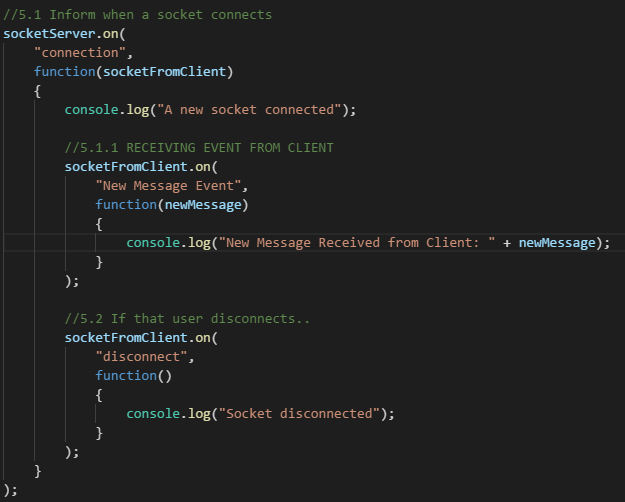 //5.1 Inform when a socket connects
socketServer.on(
    "connection",
    function(socketFromClient)
    {
        console.log("A new socket connected");

        //5.1.1 RECEIVING EVENT FROM CLIENT
        socketFromClient.on(
            "New Message Event",
            function(newMessage)
            {
                console.log("New Message Received from Client: " + newMessage);
            }
        );

        //5.2 If that user disconnects..
        socketFromClient.on(
            "disconnect",
            function()
            {
                console.log("Socket disconnected");
            }
        );
    }
);